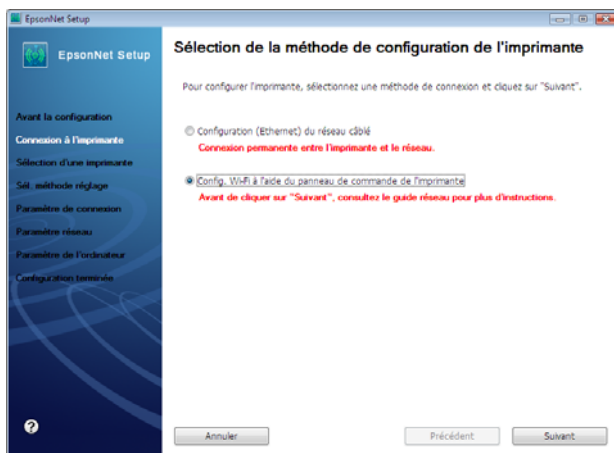 EpsonNet Setup
EpsonNet Setup
Sélection de la méthode de configuration de l'imprimante
Pour configurer l'imprimante, sélectionnez une méthode de connexion et cliquez sur "Suivant".
Avant la configuration
Connexion à l'imprimante
Sélection d'une imprimante
Sél. méthode réglage
Paramètre de connexion
Paramètre réseau
Paramètre de l'ordinateur
Configuration terminée
Configuration (Ethernet) du réseau câblé
Connexion permanente entre l'imprimante et le réseau.
Config. Wi-Fi à l'aide du panneau de commande de l'imprimante
Avant de cliquer sur "Suivant", consultez le guide réseau pour plus d'instructions.
?
Annuler
Précédent
Suivant